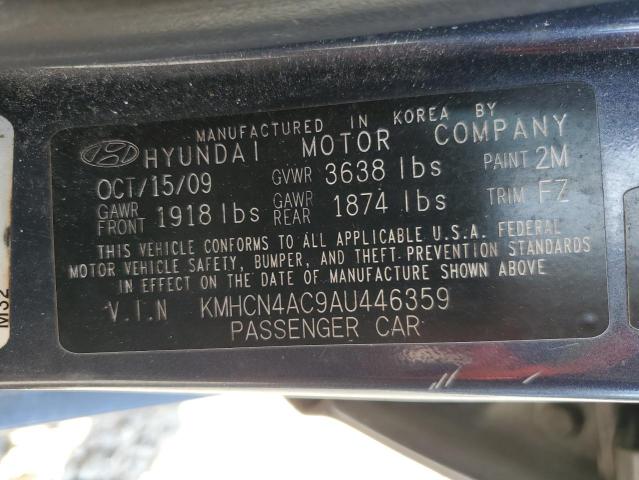 MANUFACTURED IN KOREA BY
HYUNDAI MOTOR COMPANY
OCT/15/09 GVWR 3638 lbs PAINT 2M
GAWR FRONT 1918 lbs GAWR REAR 1874 lbs TRIM FZ
THIS VEHICLE CONFORMS TO ALL APPLICABLE U.S.A. FEDERAL
MOTOR VEHICLE SAFETY, BUMPER, AND THEFT PREVENTION STANDARDS
IN EFFECT ON THE DATE OF MANUFACTURE SHOWN ABOVE
V.I.N KMHCN4AC9AU446359
PASSENGER CAR
M32